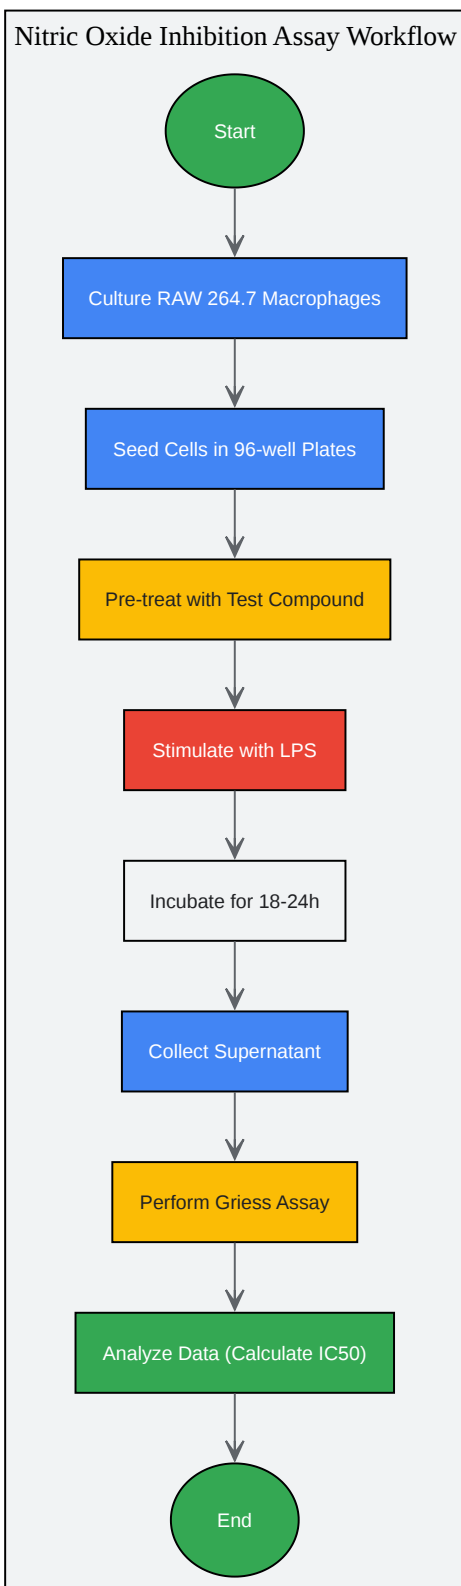 Nitric Oxide Inhibition Assay Workflow
Start
Culture RAW 264.7 Macrophages
Seed Cells in 96-well Plates
Pre-treat with Test Compound
Stimulate with LPS
Incubate for 18-24h
Collect Supernatant
Perform Griess Assay
Analyze Data (Calculate IC50)
End